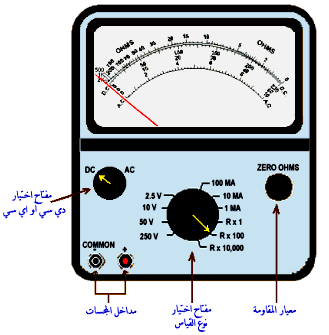 OHMS OHMS
D.C D.C
A.C A.C
DC AC
ZERO OHMS
100 MA
2.5 V 10 MA
10 V 1 MA
50 V R x 1
250 V R x 100
R x 10,000
COMMON
- +
مفتاح اختيار
دي سي او اي سي
مداخل المجسات
مفتاح اختيار
نوع القياس
معيار المقاومة